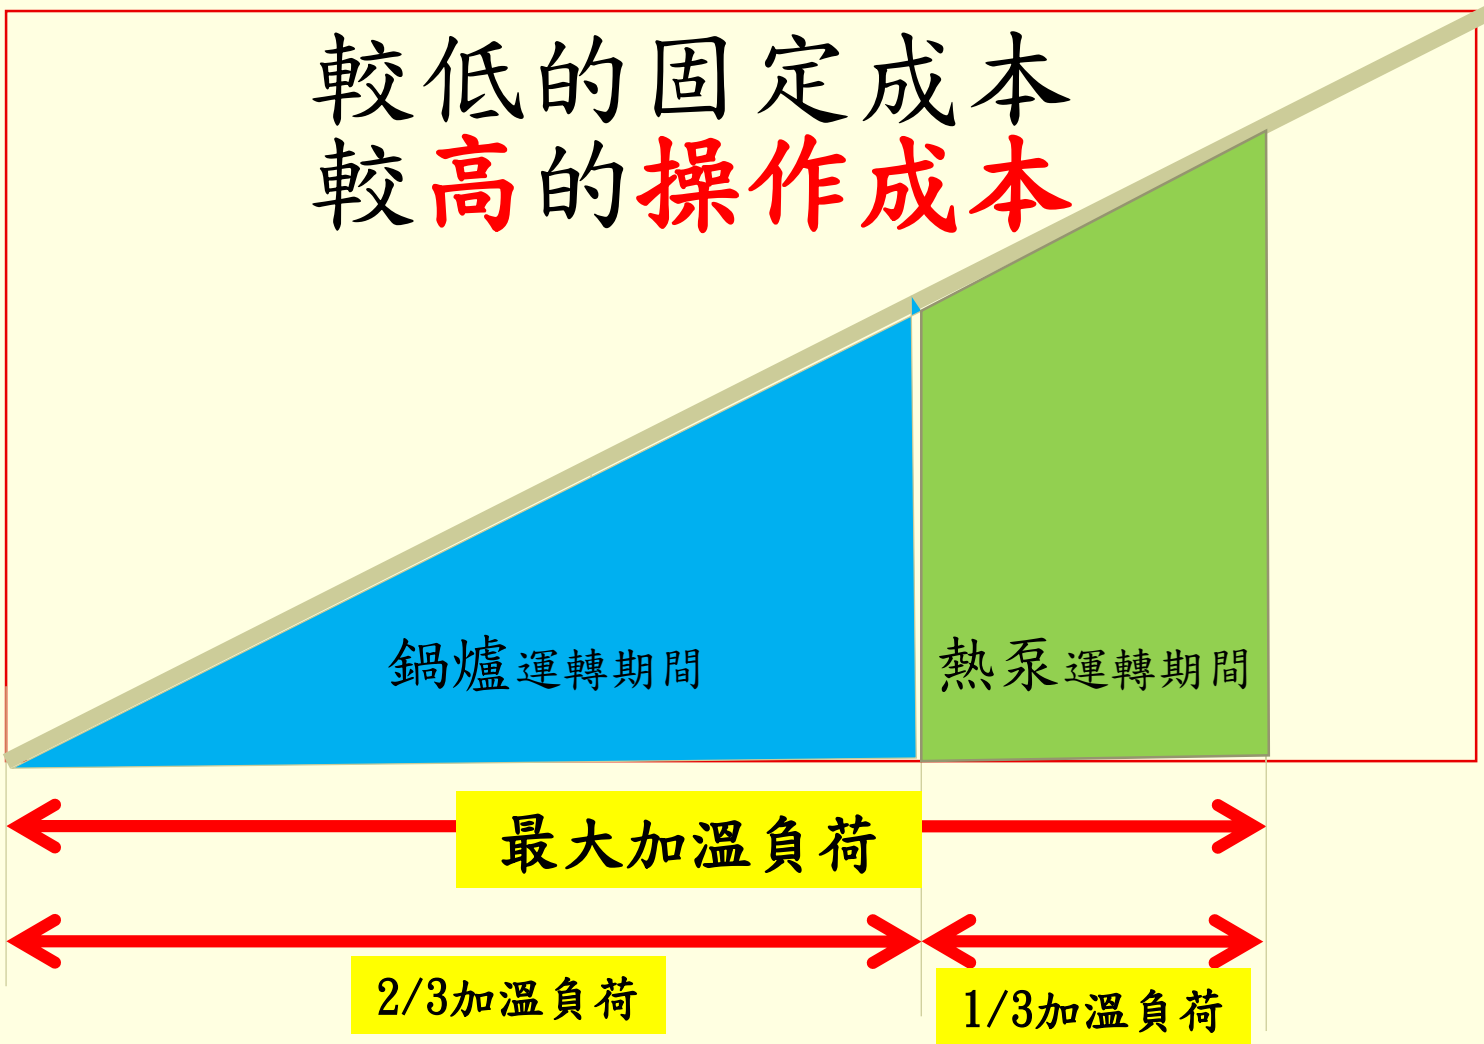 較低的固定成本
較高的操作成本
鍋爐運轉期間
熱泵運轉期間
最大加溫負荷
2/3加溫負荷
1/3加溫負荷